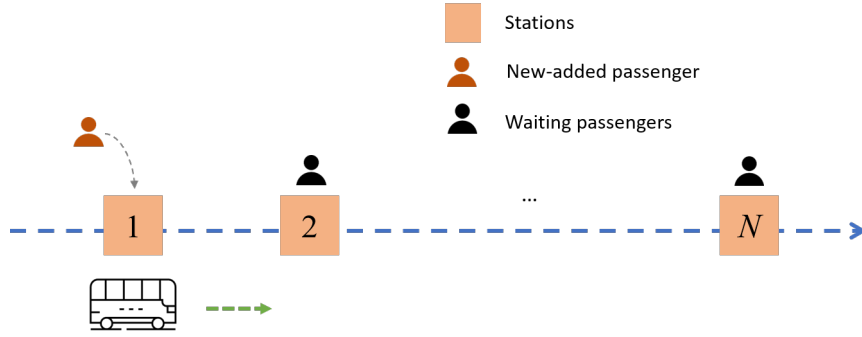 Stations
New-added passenger
Waiting passengers
...
1
2
N